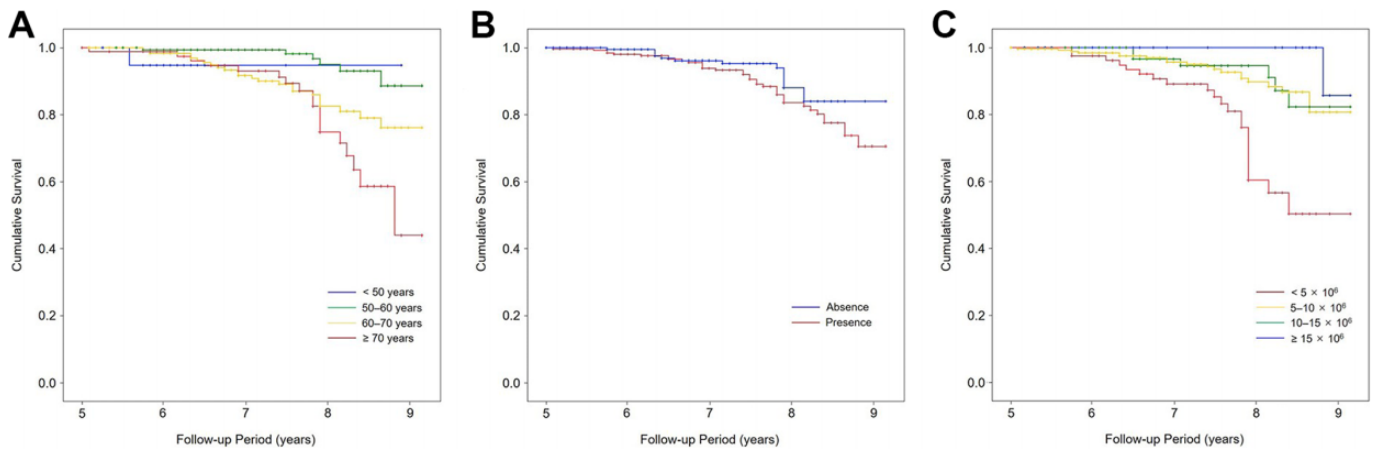 A
1.0
0.8
0.6
0.4
0.2
0.0
Cumulative Survival
5 6 7 8 9
Follow-up Period (years)
< 50 years
50–60 years
60–70 years
≥ 70 years
B
1.0
0.8
0.6
0.4
0.2
0.0
Cumulative Survival
5 6 7 8 9
Follow-up Period (years)
Absence
Presence
C
1.0
0.8
0.6
0.4
0.2
0.0
Cumulative Survival
5 6 7 8 9
Follow-up Period (years)
< 5 × 10⁶
5–10 × 10⁶
10–15 × 10⁶
≥ 15 × 10⁶